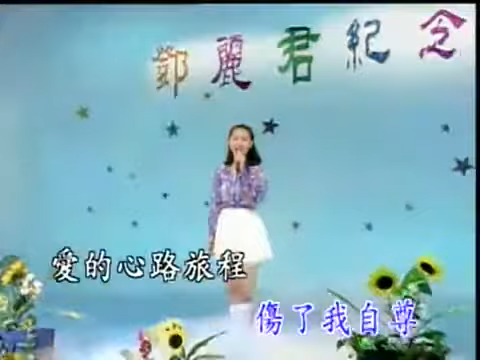 鄧麗君紀念
愛的心路旅程
傷了我自尊